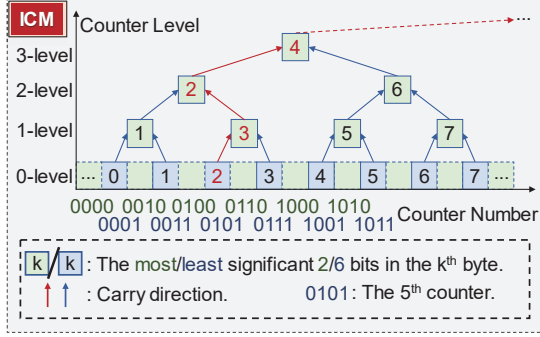 ICM
Counter Level
...
3-level
4
2-level
2 6
1-level
1 3 5 7
0-level
... 0 1 2 3 4 5 6 7 ...
0000 0010 0100 0110 1000 1010
0001 0011 0101 0111 1001 1011
Counter Number
k / k : The most/least significant 2/6 bits in the kth byte.
: Carry direction. 0101 : The 5th counter.